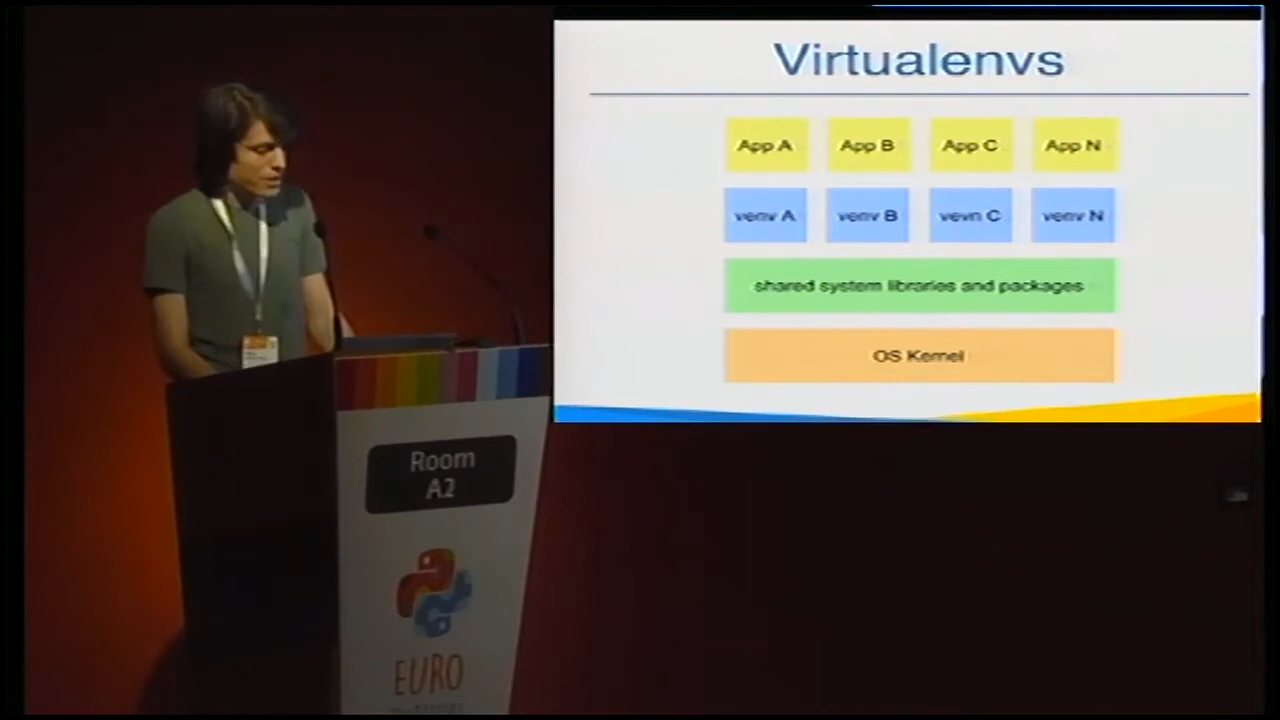 Virtualenvs
App A App B App C App N
venv A venv B vevn C venv N
shared system libraries and packages
OS Kernel
Room
A2
EURO